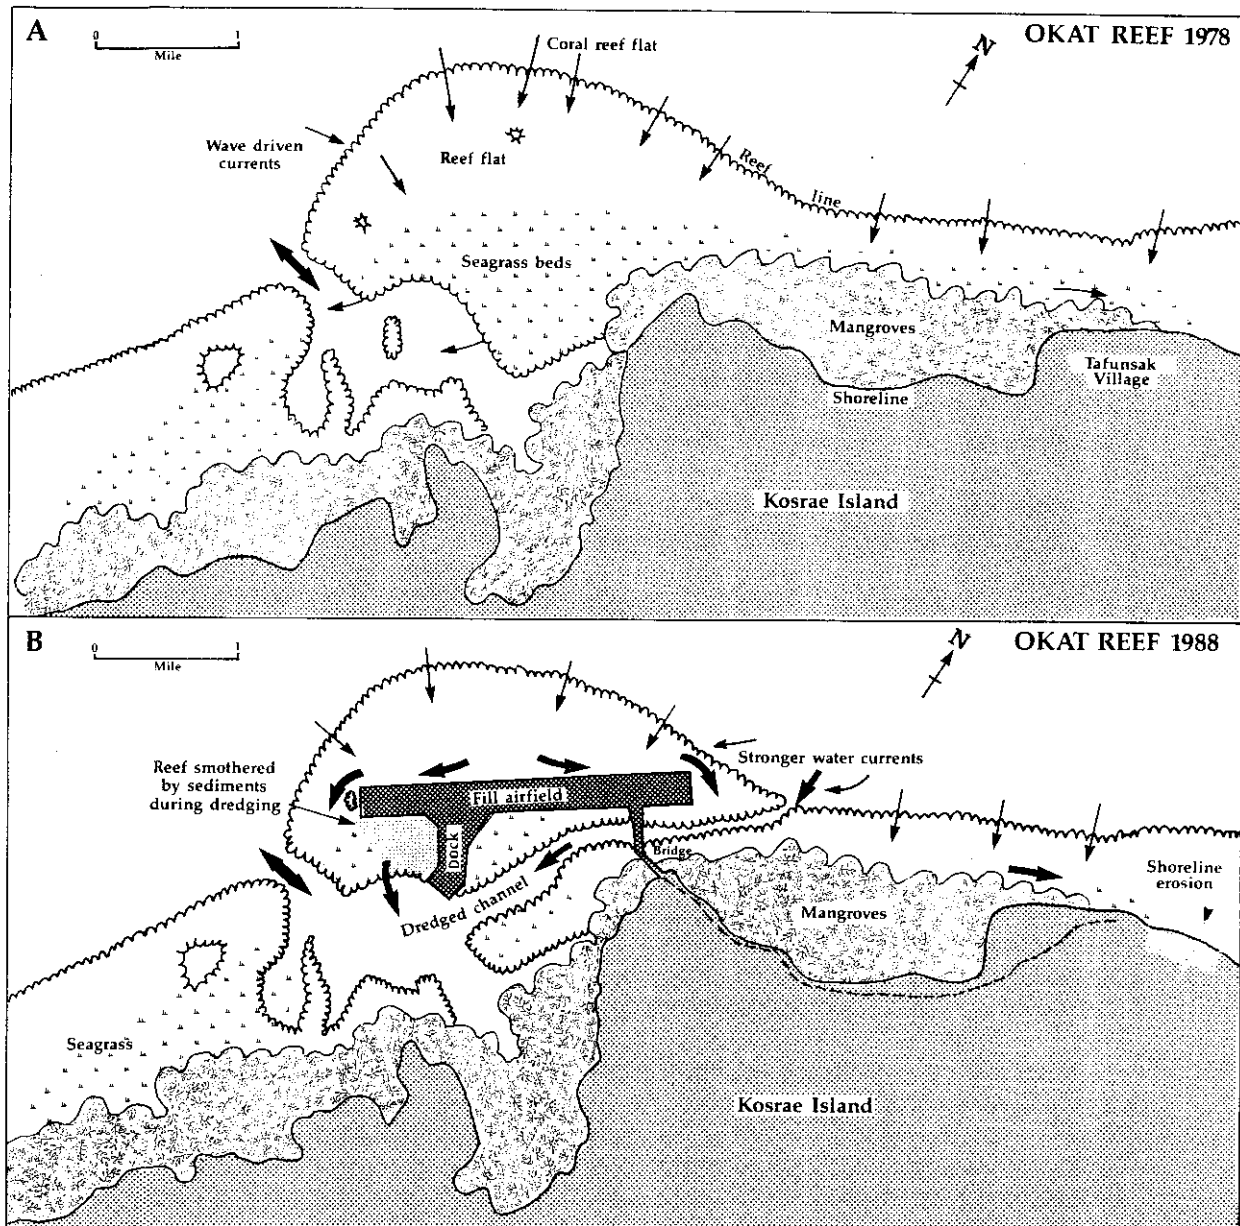 A
0 1
Mile
N
OKAT REEF 1978
Coral reef flat
Wave driven
currents
Reef flat
Reef
line
Seagrass beds
Mangroves
Tafunsak
Village
Shoreline
Kosrae Island
B
0 1
Mile
N
OKAT REEF 1988
Reef smothered
by sediments
during dredging
Stronger water currents
Fill airfield
Dock
Bridge
Dredged channel
Shoreline
erosion
Mangroves
Seagrass
Kosrae Island